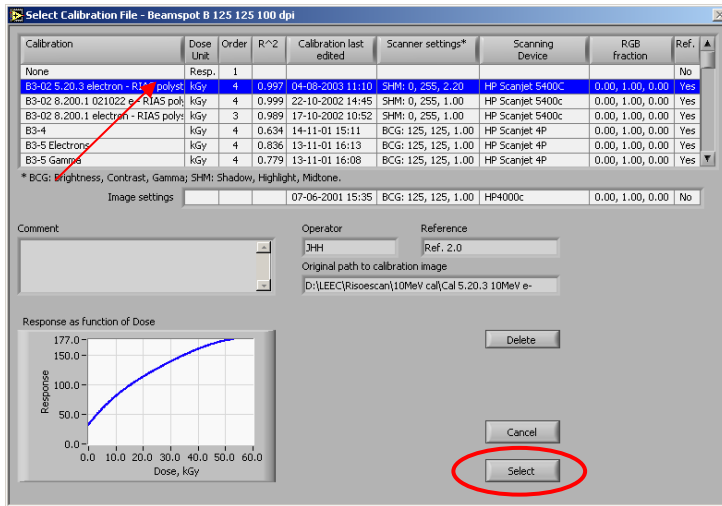 Select Calibration File - Beamspot B 125 125 100 dpi
Calibration Dose Unit Order R^2 Calibration last edited Scanner settings* Scanning Device RGB fraction Ref.
None Resp. 1 No
B3-02 5.20.3 electron - RIAS polyst kGy 4 0.997 04-08-2003 11:10 SHM: 0, 255, 2.20 HP Scanjet 5400C 0.00, 1.00, 0.00 Yes
B3-02 8.200.1 021022 e - RIAS poly kGy 4 0.999 22-10-2002 14:45 SHM: 0, 255, 1.00 HP Scanjet 5400c 0.00, 1.00, 0.00 Yes
B3-02 8.200.1 electron - RIAS polys kGy 3 0.989 17-10-2002 10:52 SHM: 0, 255, 1.00 HP Scanjet 5400c 0.00, 1.00, 0.00 Yes
B3-4 kGy 4 0.634 14-11-01 15:11 BCG: 125, 125, 1.00 HP Scanjet 4P 0.00, 1.00, 0.00 Yes
B3-5 Electrons kGy 4 0.836 13-11-01 16:13 BCG: 125, 125, 1.00 HP Scanjet 4P 0.00, 1.00, 0.00 Yes
B3-5 Gamma kGy 4 0.779 13-11-01 16:08 BCG: 125, 125, 1.00 HP Scanjet 4P 0.00, 1.00, 0.00 Yes
* BCG: Brightness, Contrast, Gamma; SHM: Shadow, Highlight, Midtone.
Image settings 07-06-2001 15:35 BCG: 125, 125, 1.00 HP4000c 0.00, 1.00, 0.00 No
Comment Operator Reference
JHH Ref. 2.0
Original path to calibration image
D:\LEEC\Risoescan\10MeV cal\Cal 5.20.3 10MeV e-
Response as function of Dose
Delete
177.0
150.0
100.0
50.0
0.0
Response
0.0 10.0 20.0 30.0 40.0 50.0 60.0
Dose, kGy
Cancel
Select